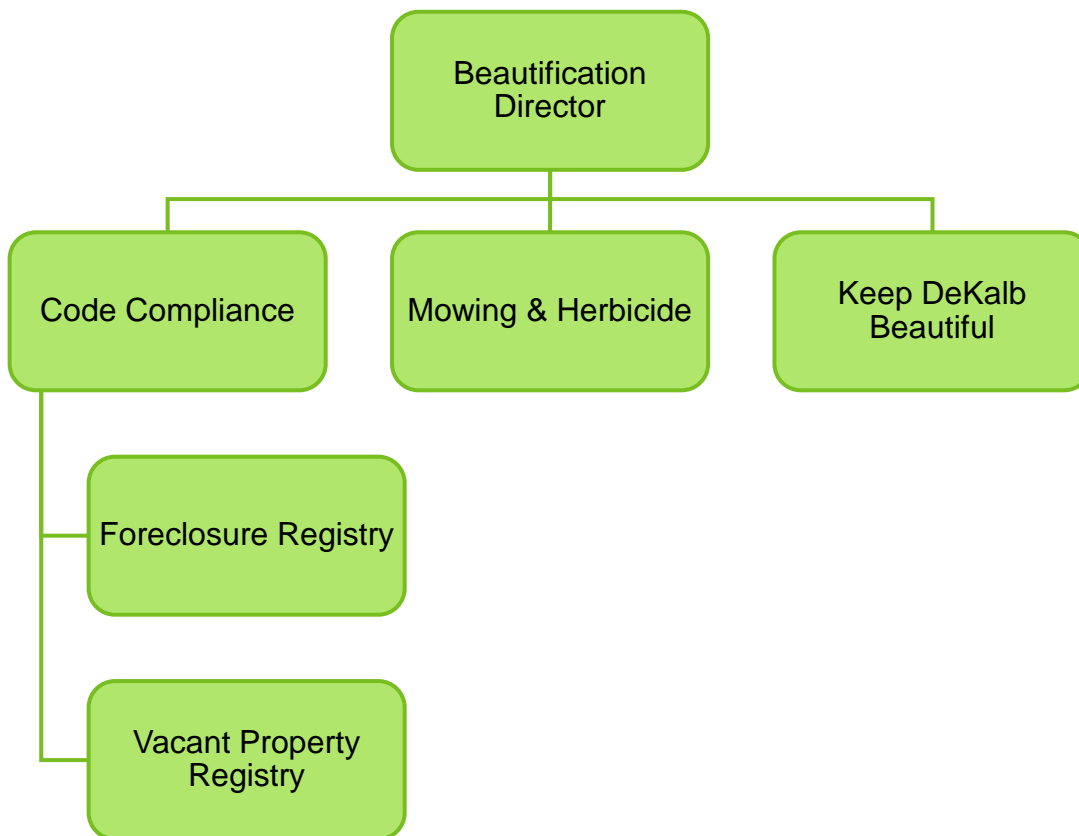 Beautification
Director
Code Compliance
Mowing & Herbicide
Keep DeKalb
Beautiful
Foreclosure Registry
Vacant Property
Registry